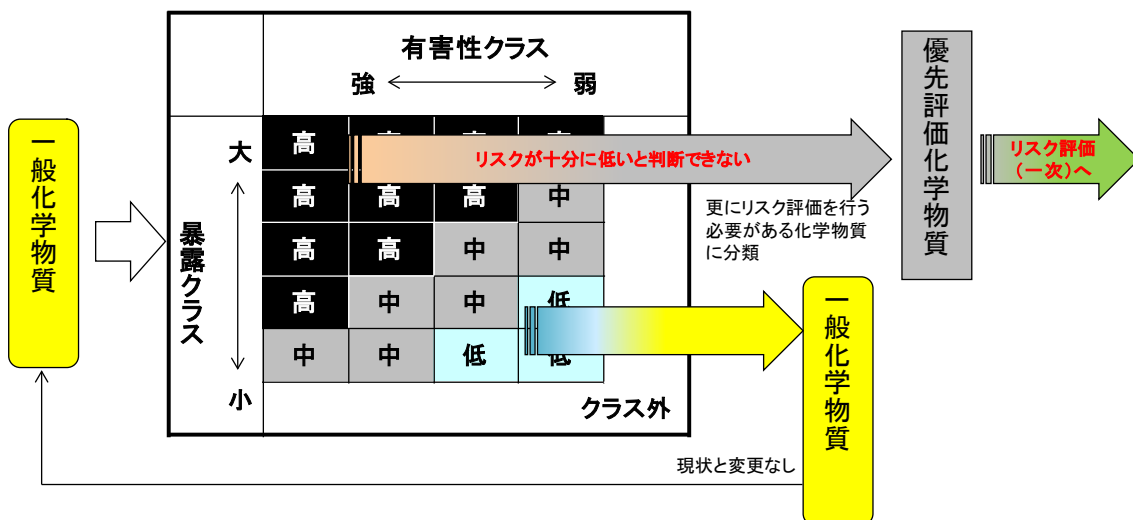 有害性クラス
強 弱
一般化学物質
暴露クラス
大
小
高
リスクが十分に低いと判断できない
高 高 高 中
高 高 中 中
高 中 中 低
中 中 低 低
クラス外
更にリスク評価を行う
必要がある化学物質
に分類
優先評価化学物質
リスク評価
(一次)へ
一般化学物質
現状と変更なし